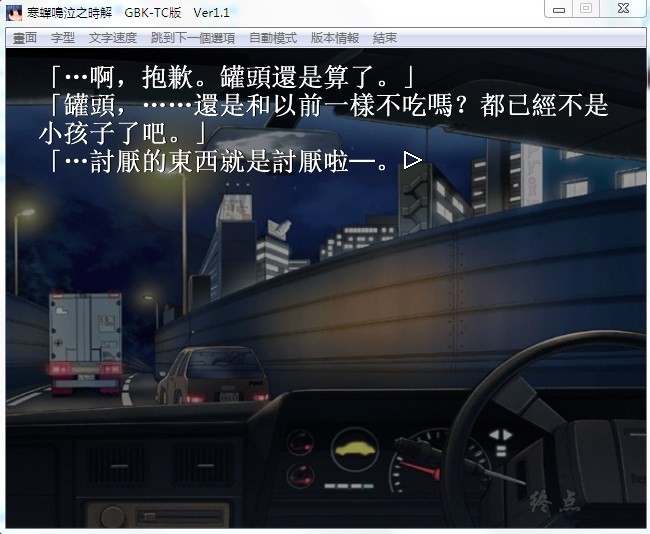 寒蟬鳴泣之時解 GBK-TC版 Ver1.1
畫面 字型 文字速度 跳到下一個選項 自動模式 版本情報 結束
「…啊，抱歉。罐頭還是算了。」
「罐頭，……還是和以前一樣不吃嗎？都已經不是
小孩子了吧。」
「…討厭的東西就是討厭啦—。▷
终点